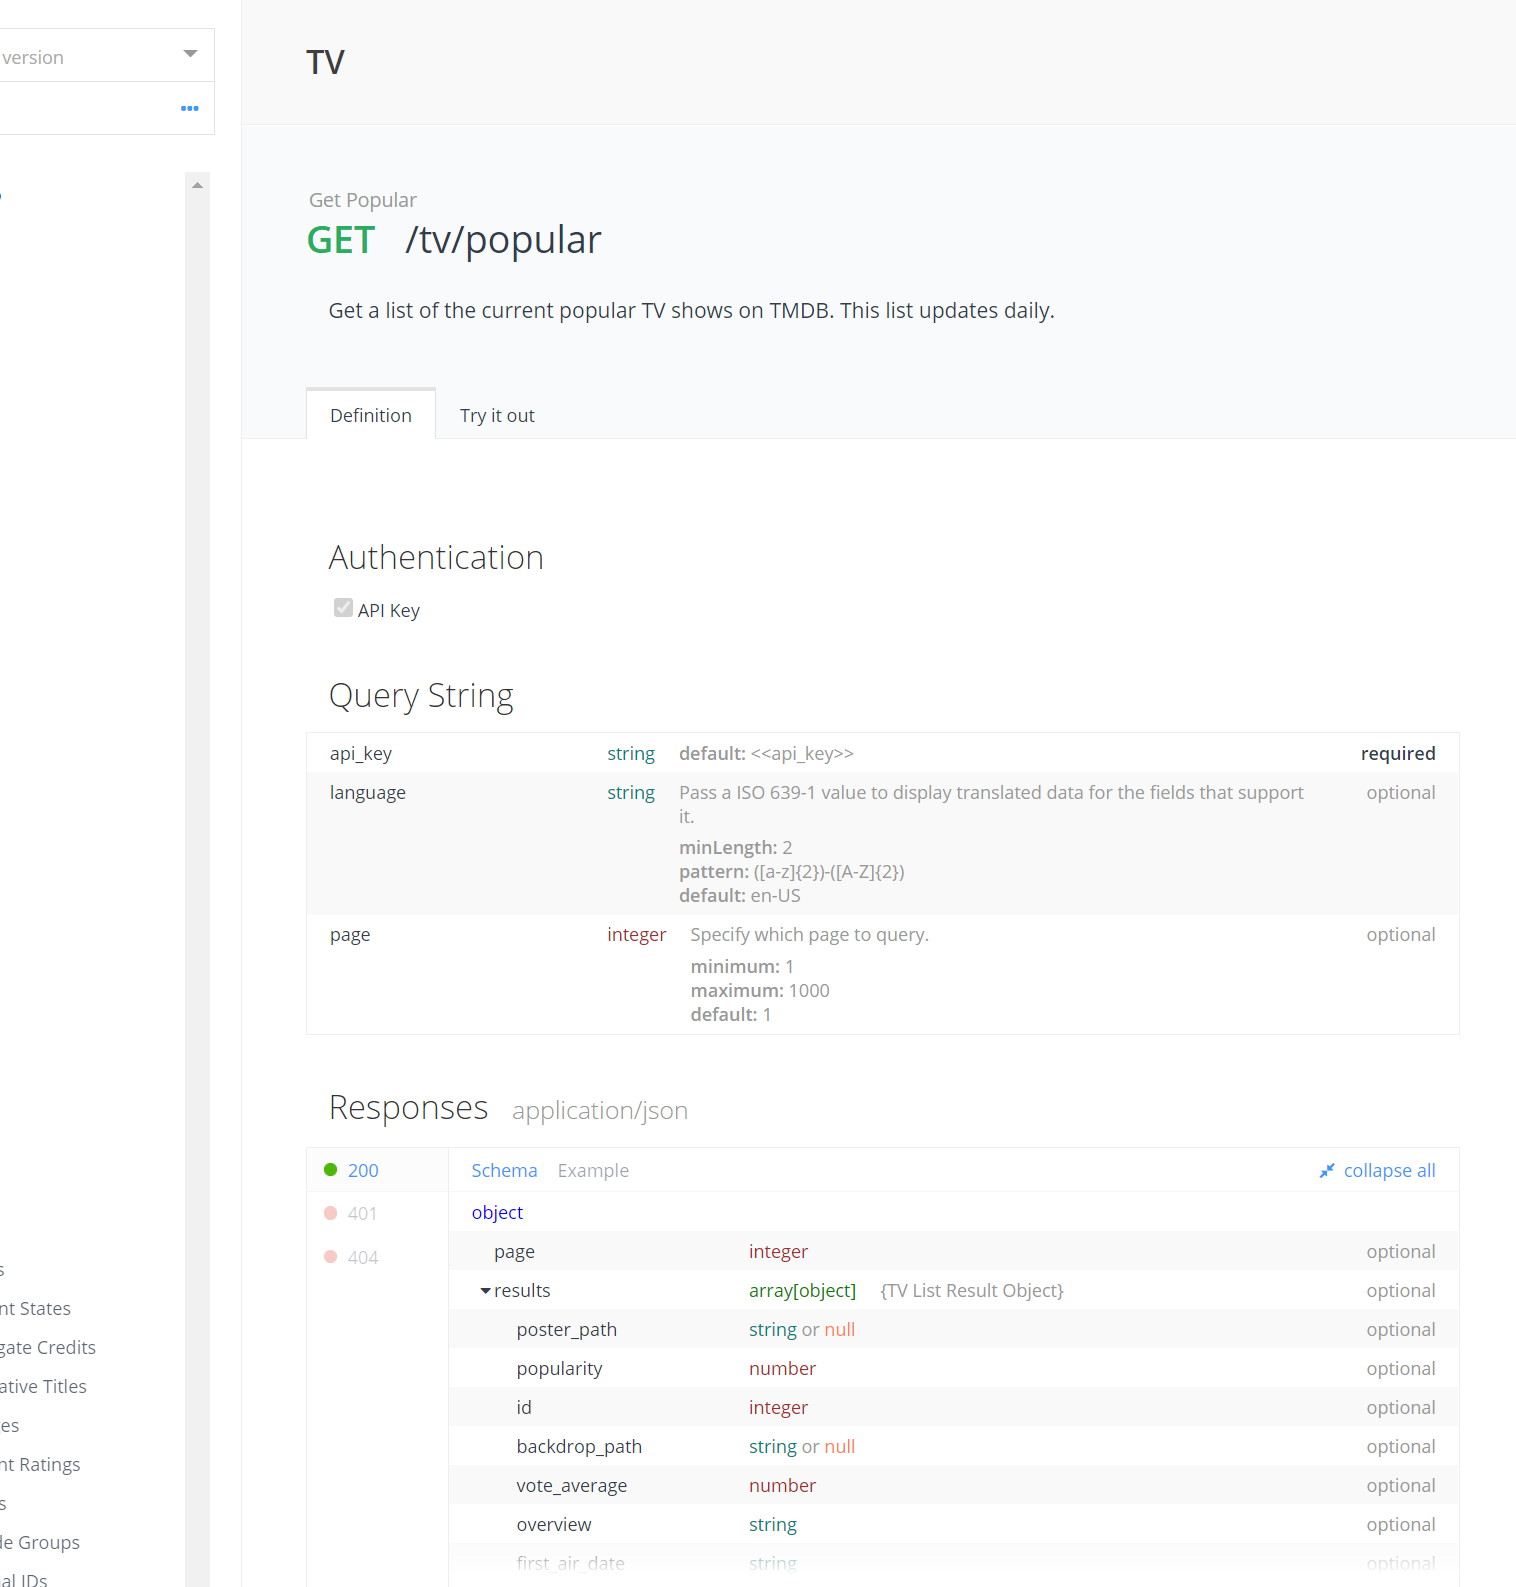 version
TV
Get Popular
GET /tv/popular
Get a list of the current popular TV shows on TMDB. This list updates daily.
Definition Try it out
Authentication
API Key
Query String
api_key string default: <<api_key>> required
language string Pass a ISO 639-1 value to display translated data for the fields that support optional
it.
minLength: 2
pattern: ([a-z]{2})-([A-Z]{2})
default: en-US
page integer Specify which page to query. optional
minimum: 1
maximum: 1000
default: 1
Responses application/json
200 Schema Example collapse all
401
404
object
page integer optional
results array[object] {TV List Result Object} optional
poster_path string or null optional
popularity number optional
id integer optional
backdrop_path string or null optional
vote_average number optional
overview string optional
first_air_date string optional
s
nt States
gate Credits
ative Titles
es
nt Ratings
s
de Groups
al IDs